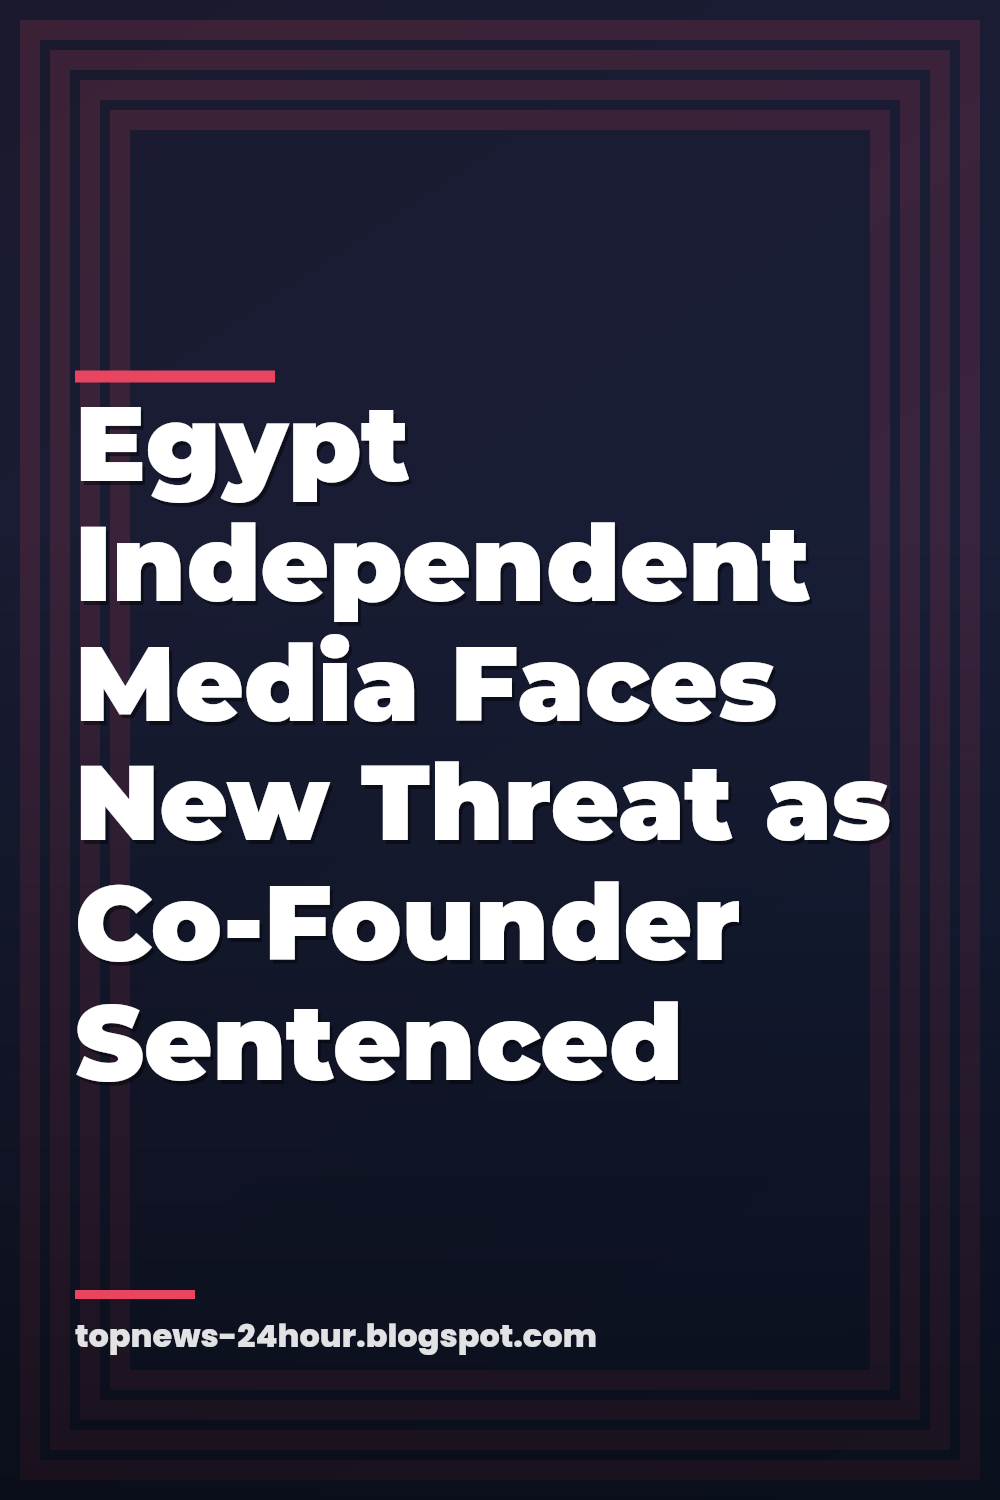 Egypt
Independent
Media Faces
New Threat as
Co-Founder
Sentenced
topnews-24hour.blogspot.com